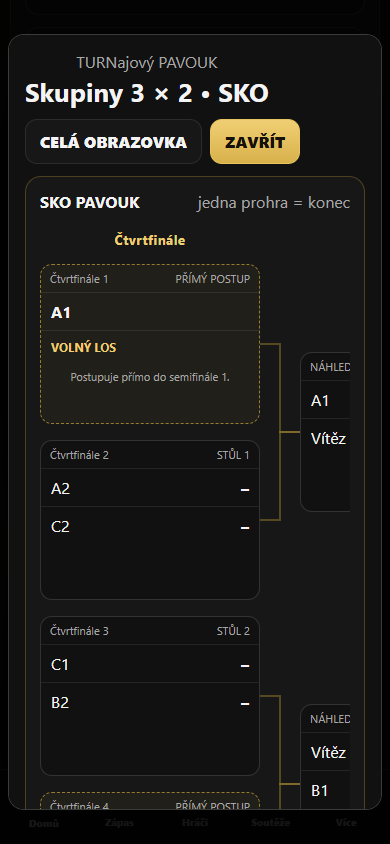 TURNajový PAVOUK
Skupiny 3 × 2 • SKO
CELÁ OBRAZOVKA
ZAVŘÍT
SKO PAVOUK
jedna prohra = konec
Čtvrtfinále
Čtvrtfinále 1
PŘÍMÝ POSTUP
A1
VOLNÝ LOS
Postupuje přímo do semifinále 1.
Čtvrtfinále 2
STŮL 1
A2 –
C2 –
NÁHLED
A1
Vítěz
Čtvrtfinále 3
STŮL 2
C1 –
B2 –
NÁHLED
Vítěz
B1
Čtvrtfinále 4
PŘÍMÝ POSTUP
Domů
Zápas
Hráči
Soutěže
Více